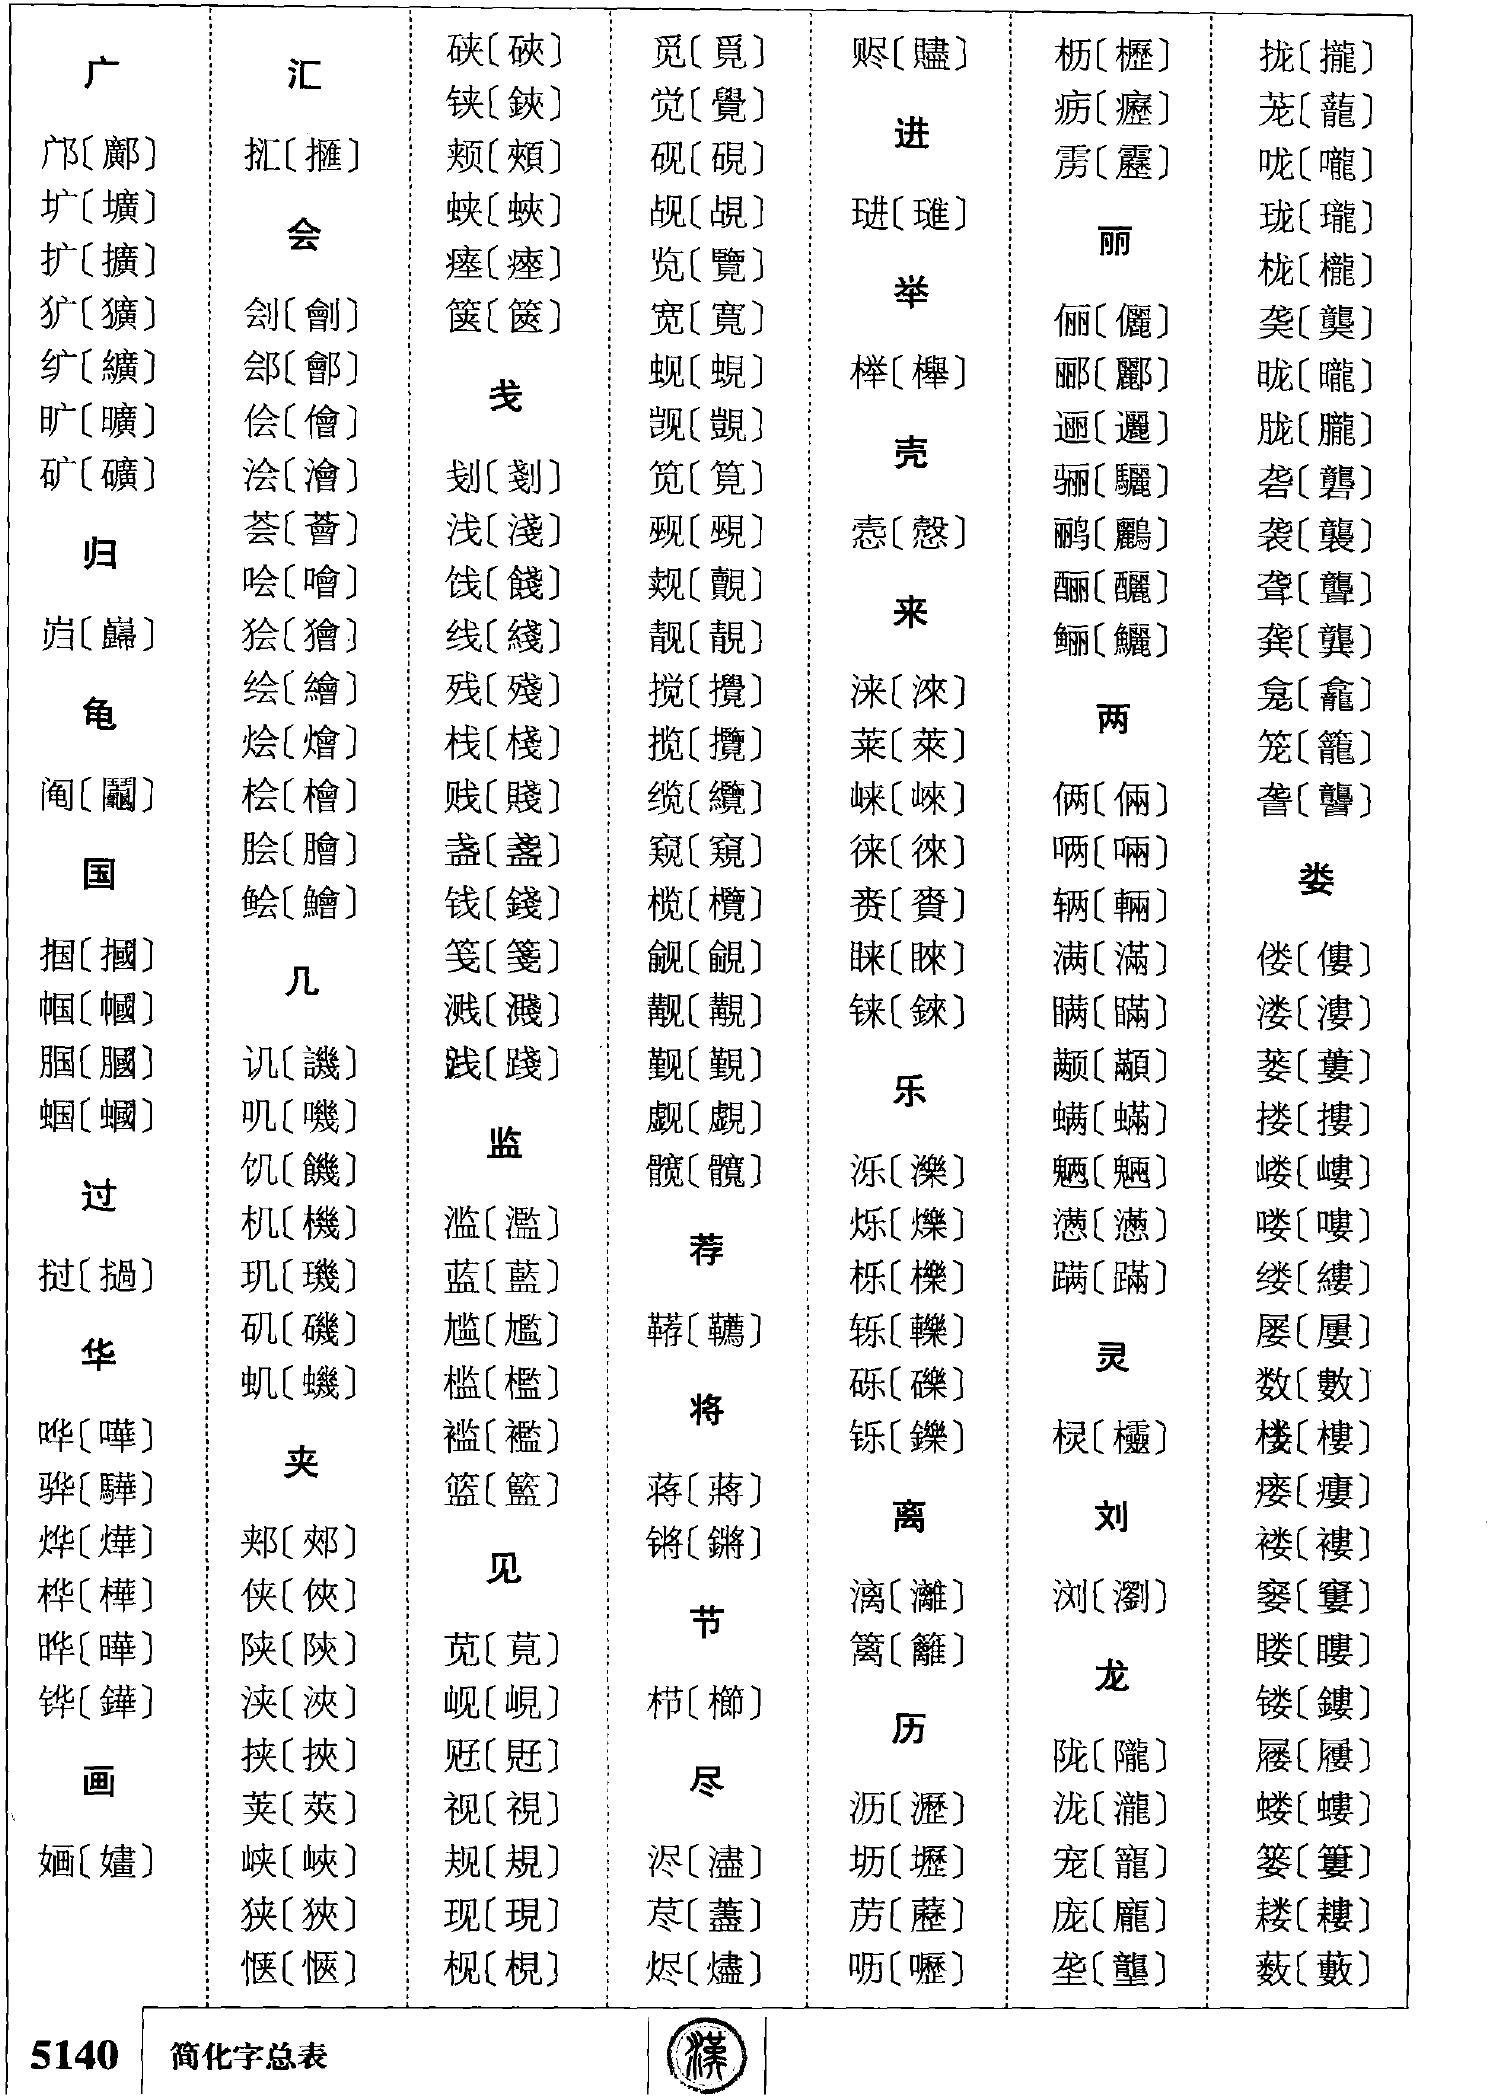 广
邝〔鄺〕
圹〔壙〕
扩〔擴〕
犷〔獷〕
纩〔纊〕
旷〔曠〕
矿〔礦〕
归
岿〔巋〕
龟
阄〔鬮〕
国
掴〔摑〕
帼〔幗〕
腘〔膕〕
蝈〔蟈〕
过
挝〔撾〕
华
哗〔嘩〕
骅〔驊〕
烨〔燁〕
桦〔樺〕
晔〔曄〕
铧〔鏵〕
画
婳〔嫿〕
汇
㧟〔擓〕
会
刽〔劊〕
郐〔鄶〕
侩〔儈〕
浍〔澮〕
荟〔薈〕
哙〔噲〕
狯〔獪〕
绘〔繪〕
烩〔燴〕
桧〔檜〕
脍〔膾〕
鲙〔鱠〕
几
讥〔譏〕
叽〔嘰〕
饥〔饑〕
机〔機〕
玑〔璣〕
矶〔磯〕
虮〔蟣〕
夹
郏〔郟〕
侠〔俠〕
陕〔陝〕
浃〔浹〕
挟〔挾〕
荚〔莢〕
峡〔峽〕
狭〔狹〕
惬〔愜〕
硖〔硤〕
铗〔鋏〕
颊〔頰〕
蛱〔蛺〕
瘗〔瘞〕
箧〔篋〕
戋
刬〔剗〕
浅〔淺〕
饯〔餞〕
线〔綫〕
残〔殘〕
栈〔棧〕
贱〔賤〕
盏〔盞〕
钱〔錢〕
笺〔箋〕
溅〔濺〕
践〔踐〕
监
滥〔濫〕
蓝〔藍〕
尴〔尷〕
槛〔檻〕
褴〔襤〕
篮〔籃〕
见
苋〔莧〕
岘〔峴〕
觃〔覎〕
视〔視〕
规〔規〕
现〔現〕
枧〔梘〕
觅〔覓〕
觉〔覺〕
砚〔硯〕
觇〔覘〕
览〔覽〕
宽〔寬〕
蚬〔蜆〕
觊〔覬〕
笕〔筧〕
觋〔覡〕
觌〔覿〕
靓〔靚〕
搅〔攪〕
揽〔攬〕
缆〔纜〕
窥〔窺〕
榄〔欖〕
觎〔覦〕
觏〔覯〕
觐〔覲〕
觑〔覷〕
髋〔髖〕
荐
鞯〔韉〕
将
蒋〔蔣〕
锵〔鏘〕
节
栉〔櫛〕
尽
浕〔濜〕
荩〔藎〕
烬〔燼〕
赆〔贐〕
进
琎〔璡〕
举
榉〔櫸〕
壳
悫〔愨〕
来
涞〔淶〕
莱〔萊〕
崃〔崍〕
徕〔徠〕
赉〔賚〕
睐〔睞〕
铼〔錸〕
乐
泺〔濼〕
烁〔爍〕
栎〔櫟〕
轹〔轢〕
砾〔礫〕
铄〔鑠〕
离
漓〔灕〕
篱〔籬〕
历
沥〔瀝〕
坜〔壢〕
苈〔藶〕
呖〔嚦〕
枥〔櫪〕
疬〔癧〕
雳〔靂〕
丽
俪〔儷〕
郦〔酈〕
逦〔邐〕
骊〔驪〕
鹂〔鸝〕
酾〔釃〕
鲡〔鱺〕
两
俩〔倆〕
唡〔啢〕
辆〔輛〕
满〔滿〕
瞒〔瞞〕
颟〔顢〕
螨〔蟎〕
魉〔魎〕
懑〔懣〕
蹒〔蹣〕
灵
棂〔欞〕
刘
浏〔瀏〕
龙
陇〔隴〕
泷〔瀧〕
宠〔寵〕
庞〔龐〕
垄〔壟〕
拢〔攏〕
茏〔蘢〕
咙〔嚨〕
珑〔瓏〕
栊〔櫳〕
䶮〔龑〕
昽〔曨〕
胧〔朧〕
砻〔礱〕
袭〔襲〕
聋〔聾〕
龚〔龔〕
龛〔龕〕
笼〔籠〕
詟〔讋〕
娄
偻〔僂〕
溇〔漊〕
蒌〔蔞〕
搂〔摟〕
嵝〔嶁〕
喽〔嘍〕
缕〔縷〕
屡〔屢〕
数〔數〕
楼〔樓〕
瘘〔瘻〕
褛〔褸〕
窭〔窶〕
瞜〔瞜〕
镂〔鏤〕
屦〔屨〕
蝼〔螻〕
篓〔簍〕
耧〔耬〕
薮〔藪〕
5140
简化字总表
漢